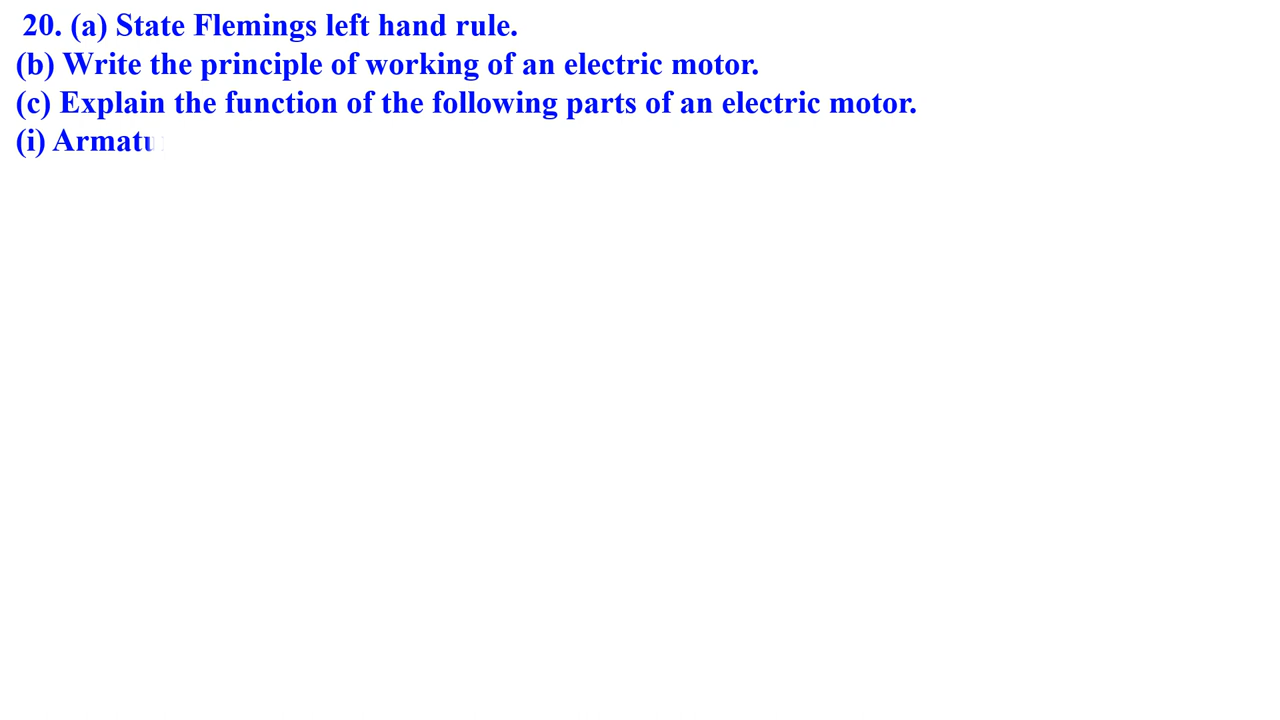 20. (a) State Flemings left hand rule.
(b) Write the principle of working of an electric motor.
(c) Explain the function of the following parts of an electric motor.
(i) Armatu